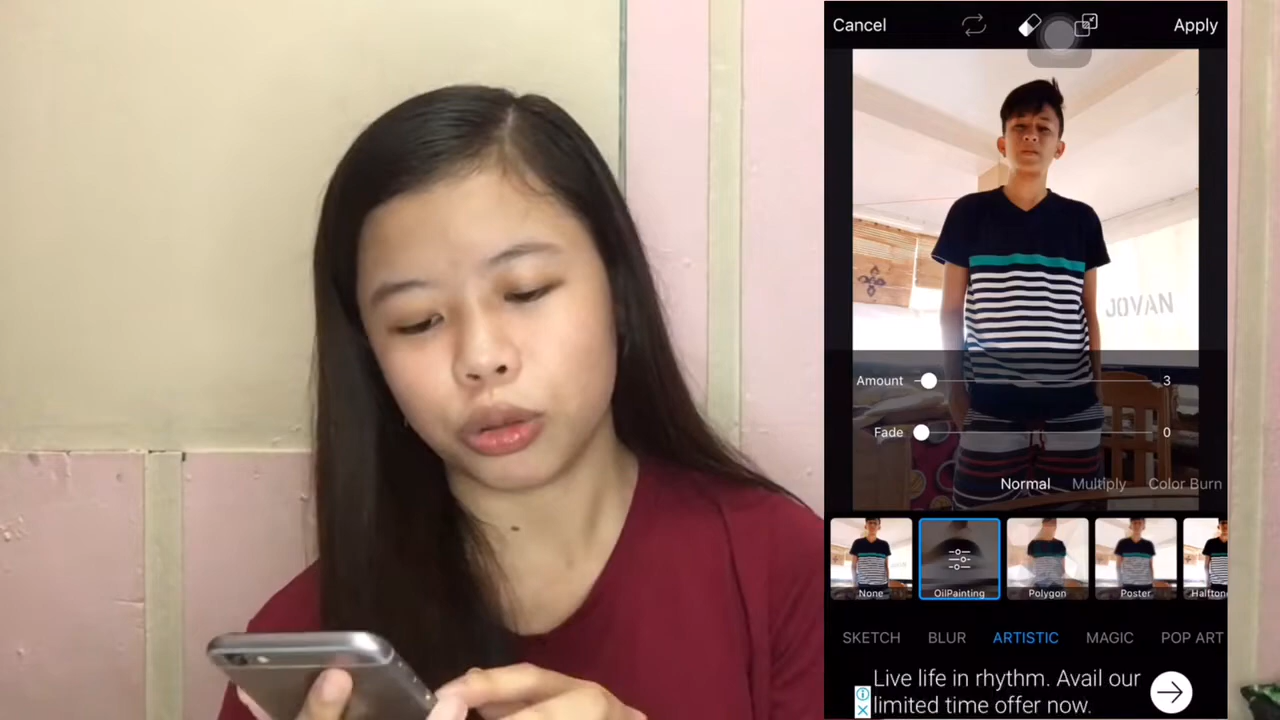 Cancel
Apply
JOVAN
Amount 3
Fade 0
Normal Multiply Color Burn
None OilPainting Polygon Poster Halfton
SKETCH BLUR ARTISTIC MAGIC POP ART
Live life in rhythm. Avail our
limited time offer now.